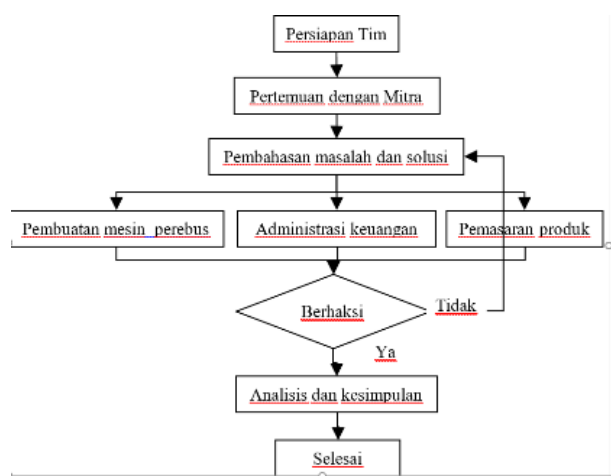 Persiapan Tim
Pertemuan dengan Mitra
Pembahasan masalah dan solusi
Pembuatan mesin perebus
Administrasi keuangan
Pemasaran produk
Berhaksi
Tidak
Ya
Analisis dan kesimpulan
Selesai